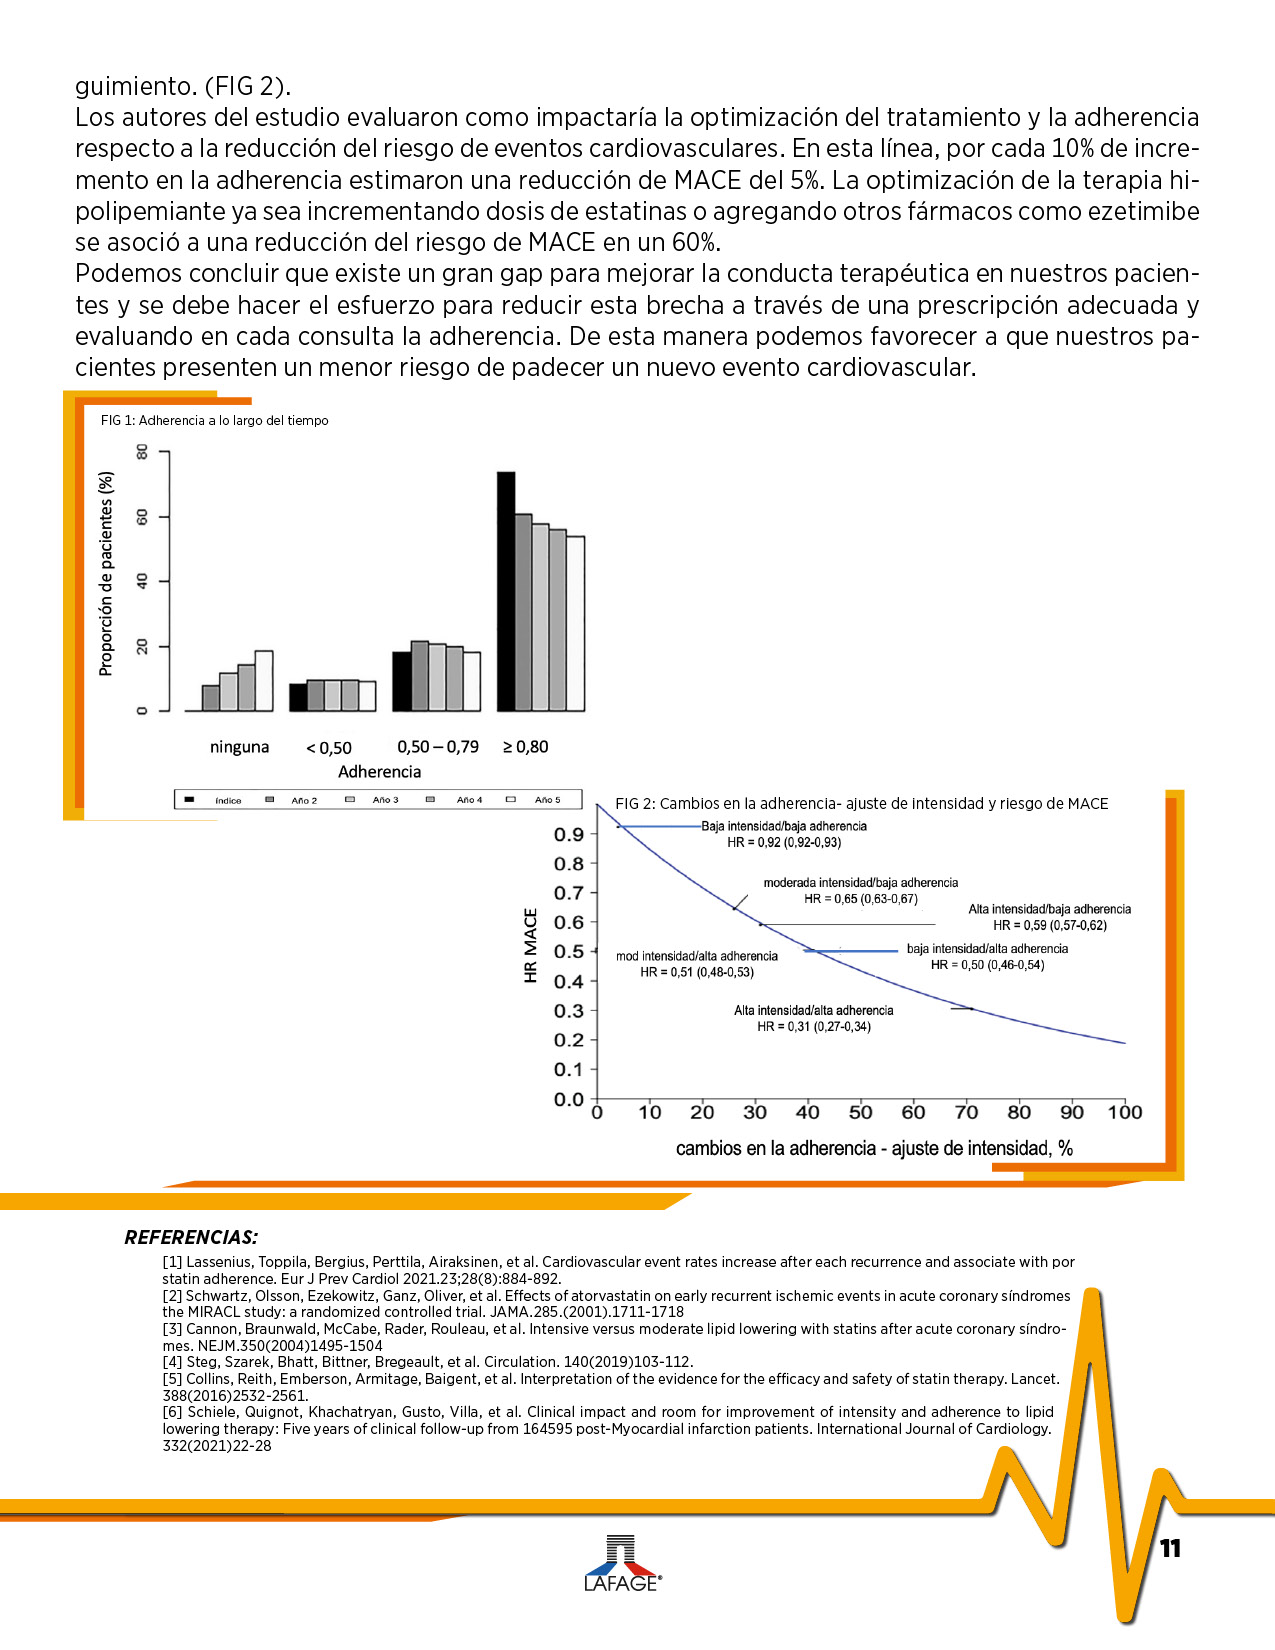 guimiento. (FIG 2).
Los autores del estudio evaluaron como impactaría la optimización del tratamiento y la adherencia
respecto a la reducción del riesgo de eventos cardiovasculares. En esta línea, por cada 10% de incre-
mento en la adherencia estimaron una reducción de MACE del 5%. La optimización de la terapia hi-
polipemiante ya sea incrementando dosis de estatinas o agregando otros fármacos como ezetimibe
se asoció a una reducción del riesgo de MACE en un 60%.
Podemos concluir que existe un gran gap para mejorar la conducta terapéutica en nuestros pacien-
tes y se debe hacer el esfuerzo para reducir esta brecha a través de una prescripción adecuada y
evaluando en cada consulta la adherencia. De esta manera podemos favorecer a que nuestros pa-
cientes presenten un menor riesgo de padecer un nuevo evento cardiovascular.
FIG 1: Adherencia a lo largo del tiempo
Proporción de pacientes (%)
80
60
40
20
0
ninguna < 0,50 0,50 – 0,79 ≥ 0,80
Adherencia
índice Año 2 Año 3 Año 4 Año 5
FIG 2: Cambios en la adherencia- ajuste de intensidad y riesgo de MACE
HR MACE
0.9
0.8
0.7
0.6
0.5
0.4
0.3
0.2
0.1
0.0
Baja intensidad/baja adherencia
HR = 0,92 (0,92-0,93)
moderada intensidad/baja adherencia
HR = 0,65 (0,63-0,67)
Alta intensidad/baja adherencia
HR = 0,59 (0,57-0,62)
mod intensidad/alta adherencia
HR = 0,51 (0,48-0,53)
baja intensidad/alta adherencia
HR = 0,50 (0,46-0,54)
Alta intensidad/alta adherencia
HR = 0,31 (0,27-0,34)
0 10 20 30 40 50 60 70 80 90 100
cambios en la adherencia - ajuste de intensidad, %
REFERENCIAS:
[1] Lassenius, Toppila, Bergius, Perttila, Airaksinen, et al. Cardiovascular event rates increase after each recurrence and associate with por
statin adherence. Eur J Prev Cardiol 2021.23;28(8):884-892.
[2] Schwartz, Olsson, Ezekowitz, Ganz, Oliver, et al. Effects of atorvastatin on early recurrent ischemic events in acute coronary síndromes
the MIRACL study: a randomized controlled trial. JAMA.285.(2001).1711-1718
[3] Cannon, Braunwald, McCabe, Rader, Rouleau, et al. Intensive versus moderate lipid lowering with statins after acute coronary síndro-
mes. NEJM.350(2004)1495-1504
[4] Steg, Szarek, Bhatt, Bittner, Bregeault, et al. Circulation. 140(2019)103-112.
[5] Collins, Reith, Emberson, Armitage, Baigent, et al. Interpretation of the evidence for the efficacy and safety of statin therapy. Lancet.
388(2016)2532-2561.
[6] Schiele, Quignot, Khachatryan, Gusto, Villa, et al. Clinical impact and room for improvement of intensity and adherence to lipid
lowering therapy: Five years of clinical follow-up from 164595 post-Myocardial infarction patients. International Journal of Cardiology.
332(2021)22-28
LAFAGE®
11